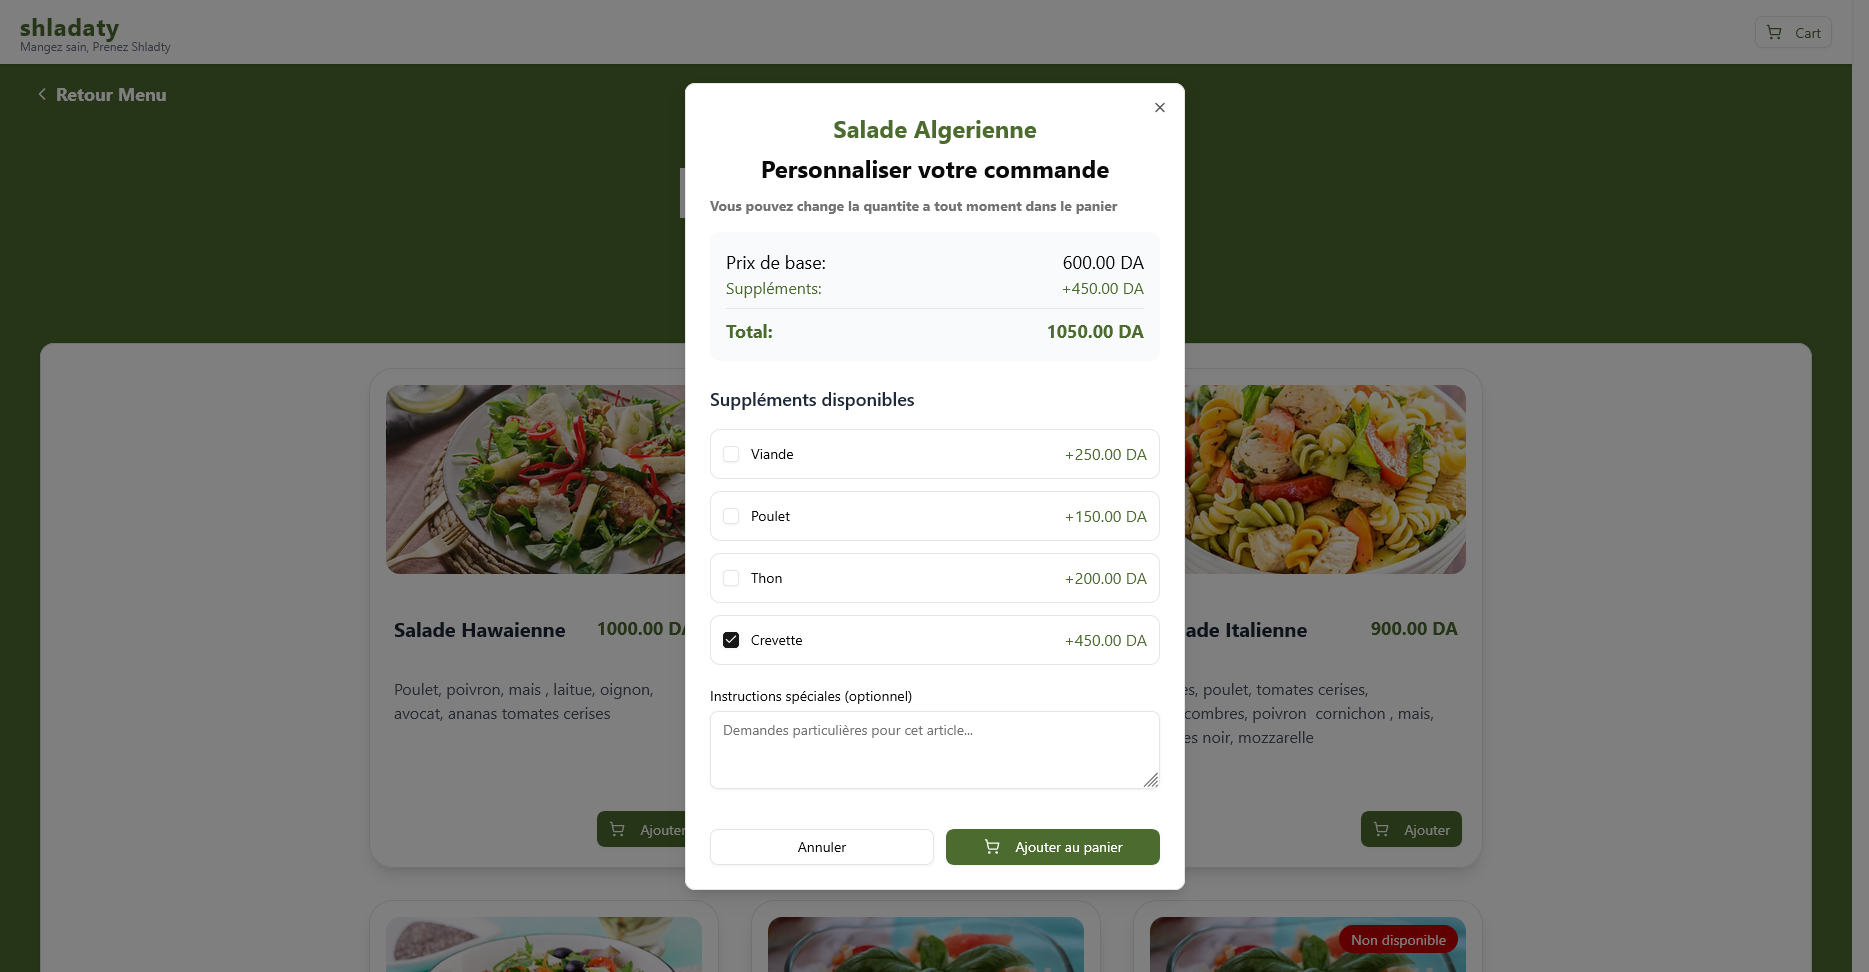 shladaty
Mangez sain, Prenez Shladty
Cart
Retour Menu
Salade Algerienne
Personnaliser votre commande
Vous pouvez change la quantite a tout moment dans le panier
Prix de base: 600.00 DA
Suppléments: +450.00 DA
Total: 1050.00 DA
Suppléments disponibles
Viande +250.00 DA
Poulet +150.00 DA
Thon +200.00 DA
Crevette +450.00 DA
Instructions spéciales (optionnel)
Demandes particulières pour cet article...
Annuler
Ajouter au panier
Salade Hawaienne 1000.00
Poulet, poivron, mais , laitue, oignon,
avocat, ananas tomates cerises
Ajouter
Italienne 900.00 DA
poulet, tomates cerises,
poivron cornichon , mais,
noir, mozzarelle
Ajouter
Non disponible